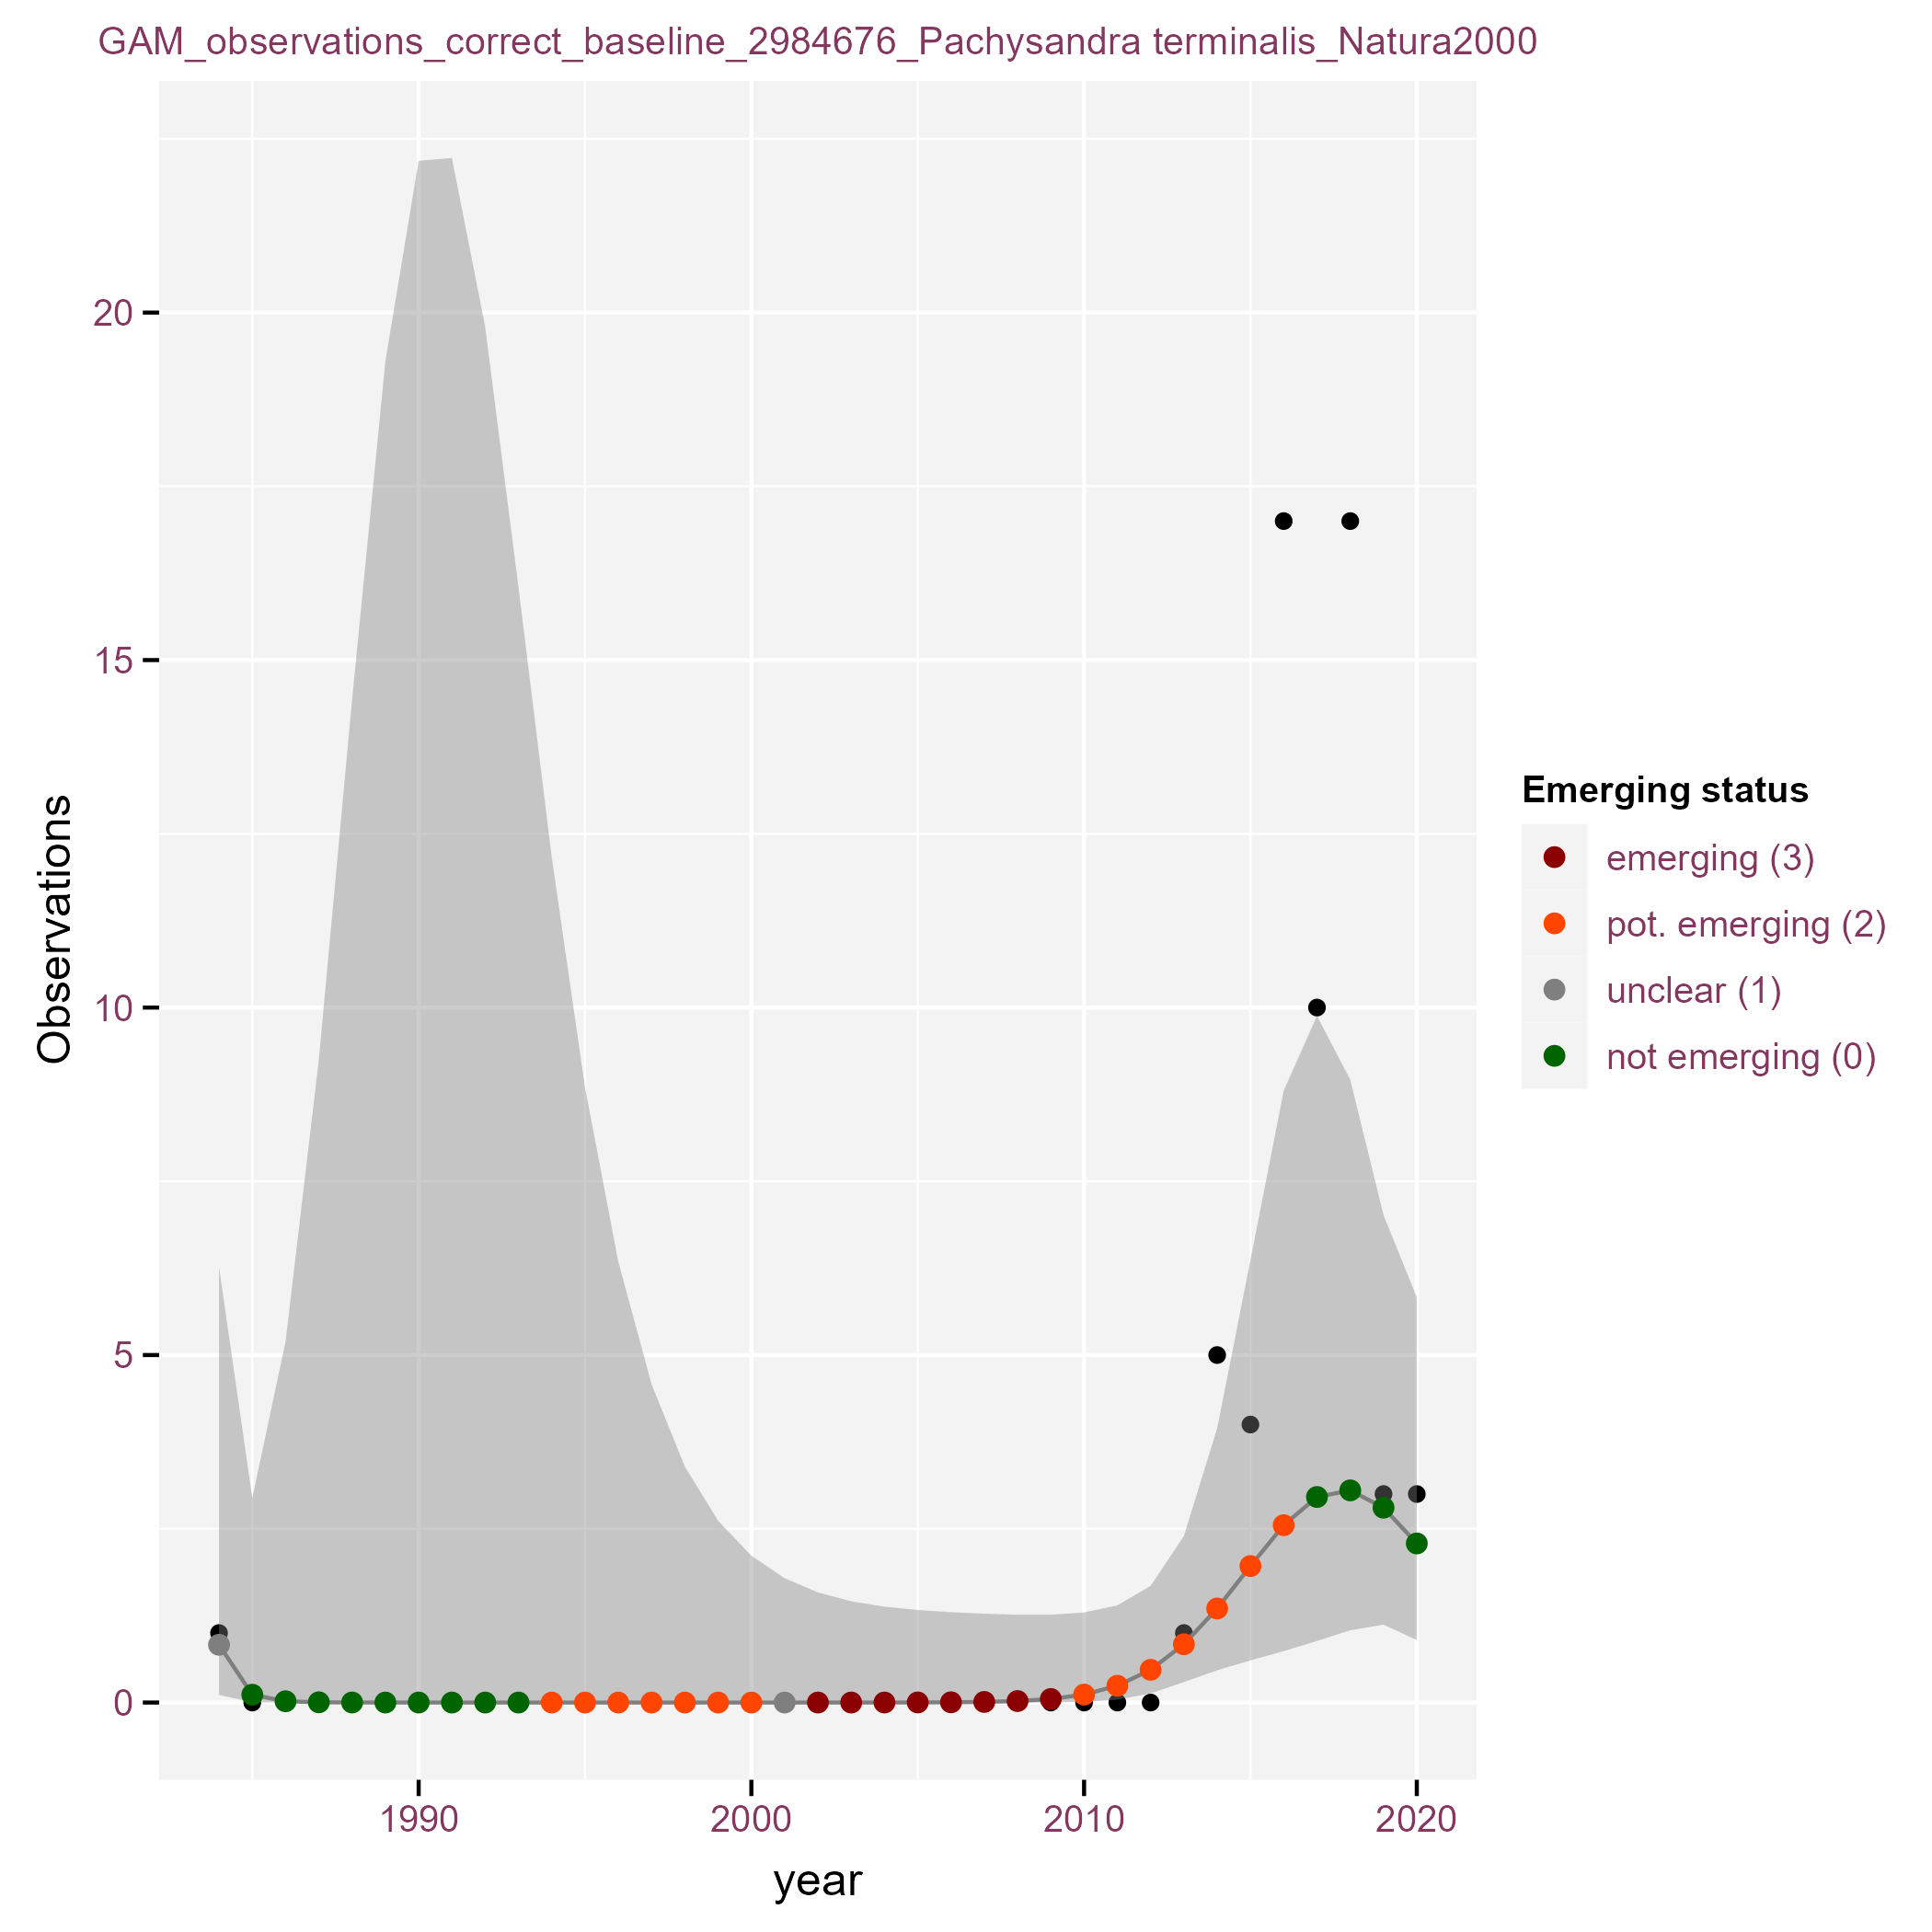 GAM_observations_correct_baseline_2984676_Pachysandra terminalis_Natura2000
Observations
20
15
10
5
0
1990
2000
2010
2020
year
Emerging status
emerging (3)
pot. emerging (2)
unclear (1)
not emerging (0)